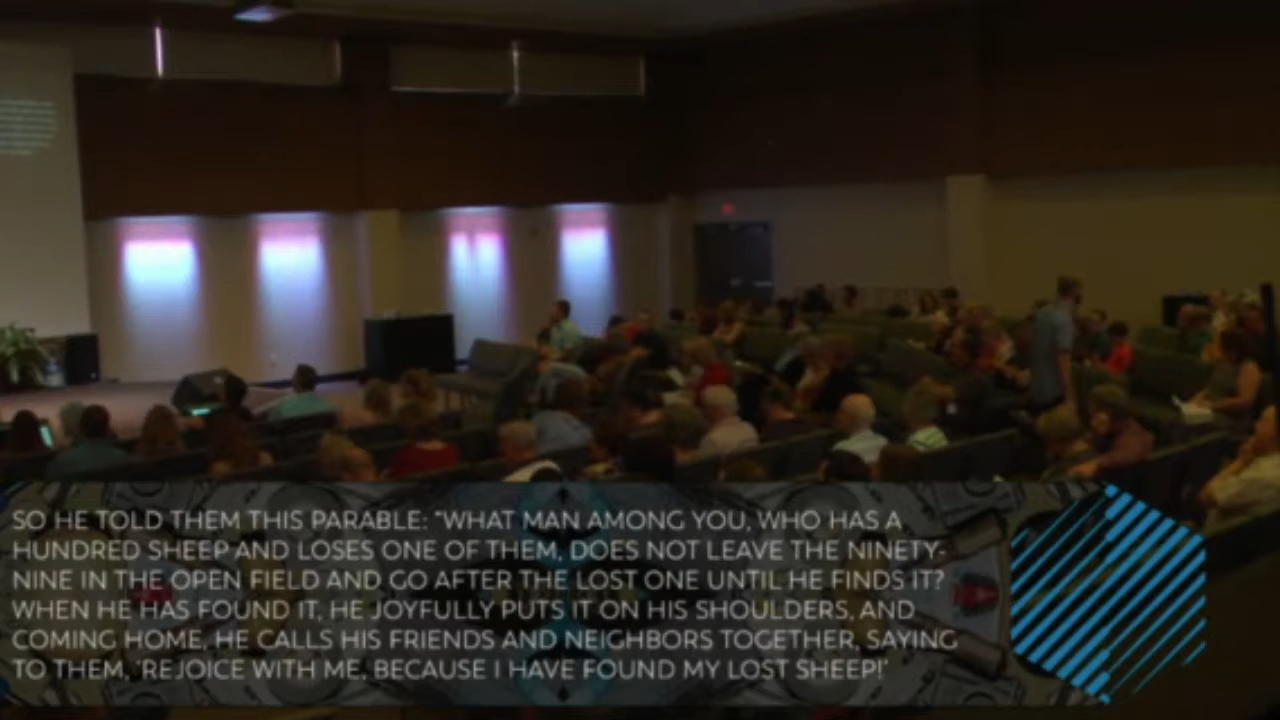 SO HE TOLD THEM THIS PARABLE: "WHAT MAN AMONG YOU, WHO HAS A
HUNDRED SHEEP AND LOSES ONE OF THEM, DOES NOT LEAVE THE NINETY-
NINE IN THE OPEN FIELD AND GO AFTER THE LOST ONE UNTIL HE FINDS IT?
WHEN HE HAS FOUND IT, HE JOYFULLY PUTS IT ON HIS SHOULDERS, AND
COMING HOME, HE CALLS HIS FRIENDS AND NEIGHBORS TOGETHER, SAYING
TO THEM, 'REJOICE WITH ME, BECAUSE I HAVE FOUND MY LOST SHEEP!'